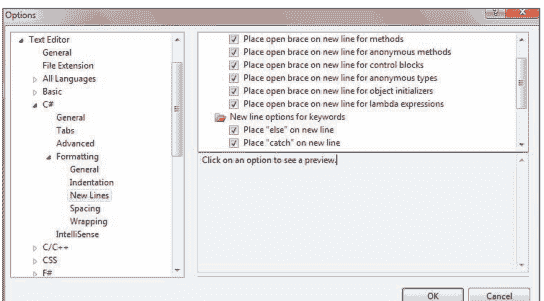 Options
Text Editor
General
File Extension
All Languages
Basic
C#
General
Tabs
Advanced
Formatting
General
Indentation
New Lines
Spacing
Wrapping
IntelliSense
C/C++
CSS
F#
Place open brace on new line for methods
Place open brace on new line for anonymous methods
Place open brace on new line for control blocks
Place open brace on new line for anonymous types
Place open brace on new line for object initializers
Place open brace on new line for lambda expressions
New line options for keywords
Place "else" on new line
Place "catch" on new line
Click on an option to see a preview.
OK
Cancel